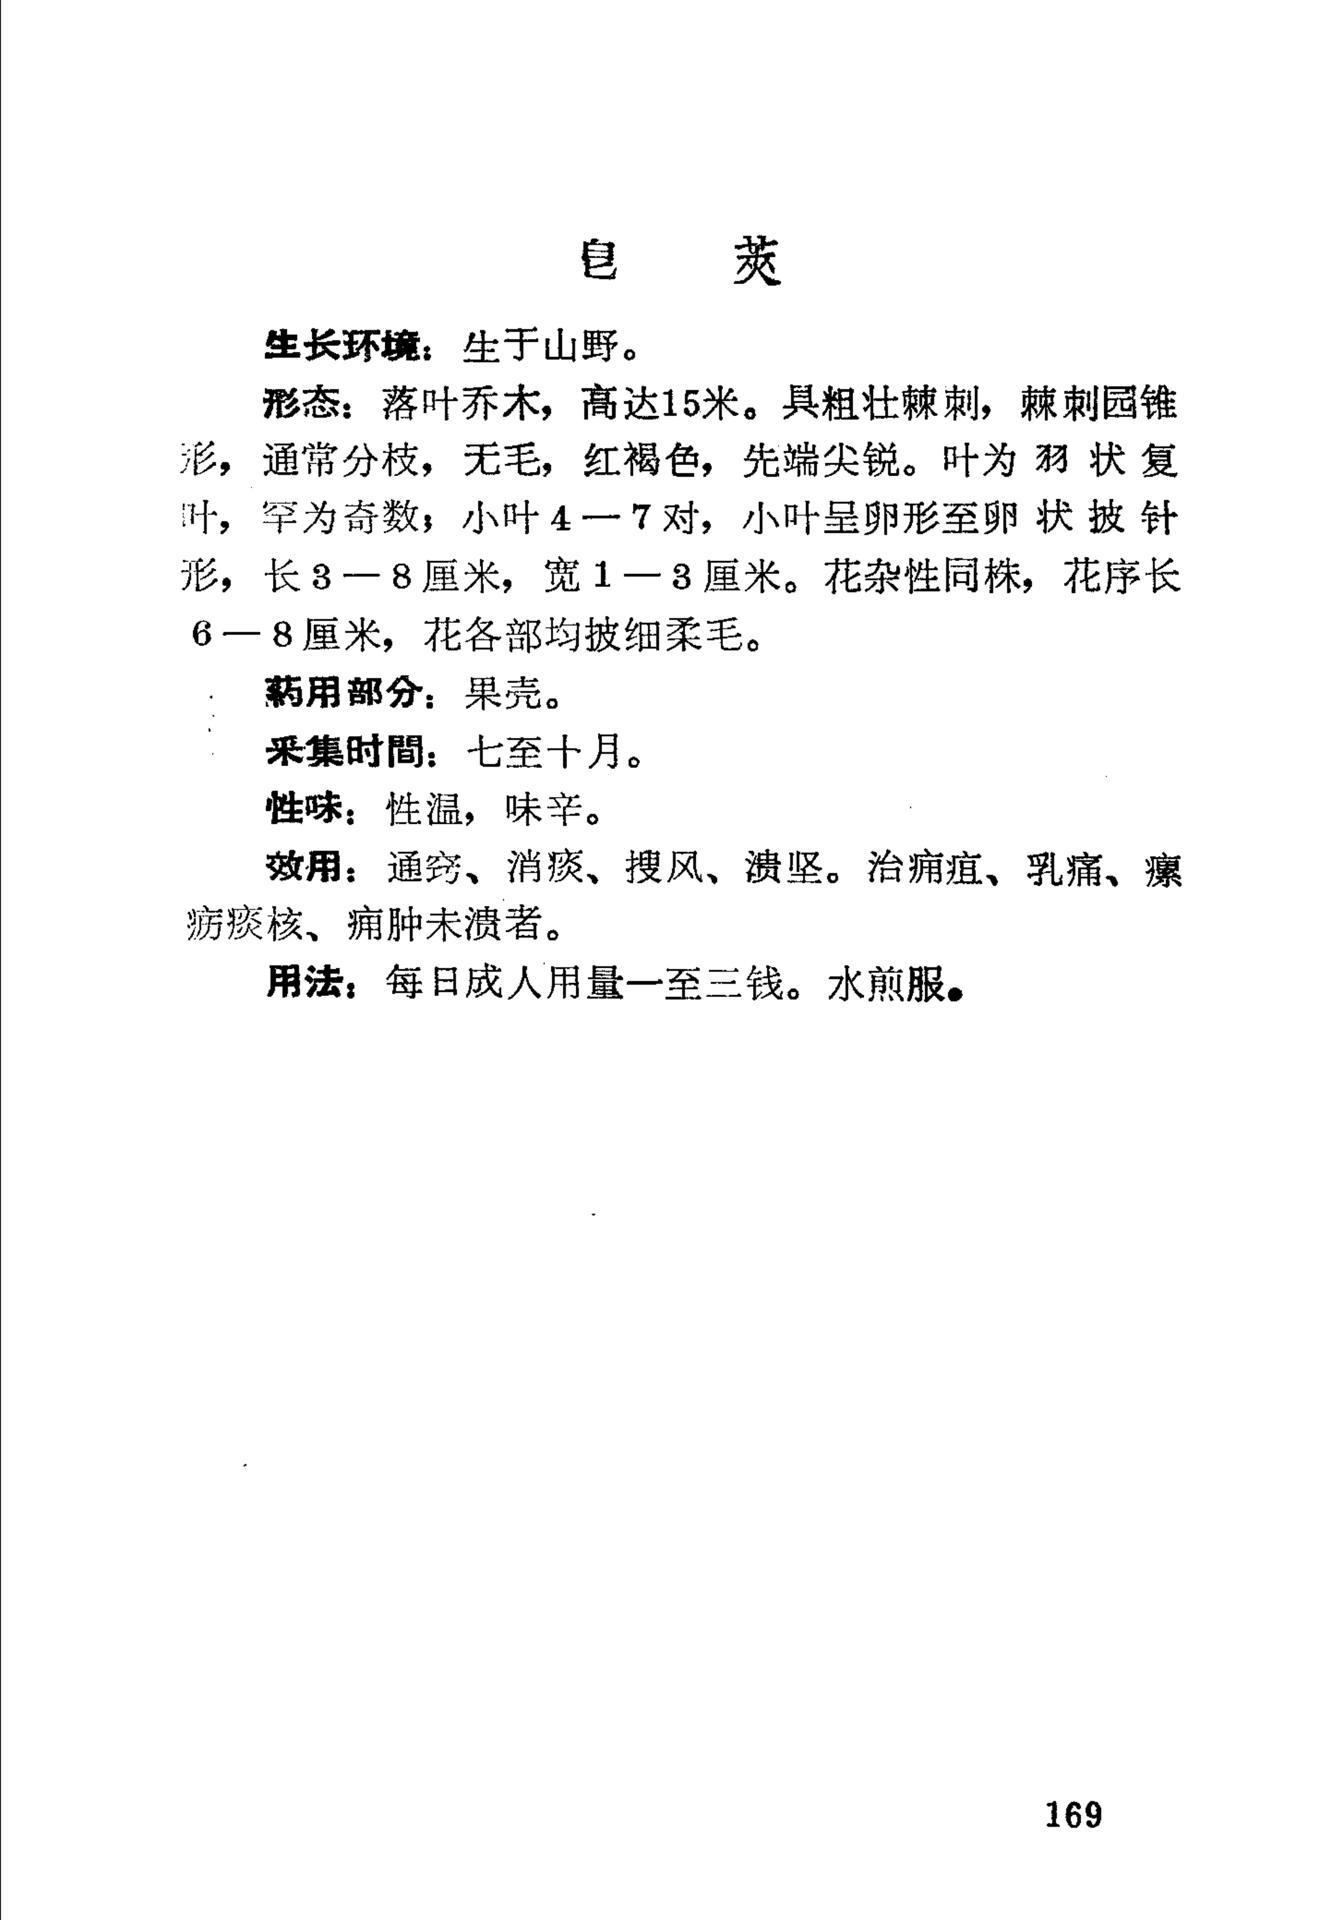 皂 荚
生长环境：生于山野。
形态：落叶乔木，高达15米。具粗壮棘刺，棘刺园锥
形，通常分枝，无毛，红褐色，先端尖锐。叶为羽状复
叶，罕为奇数；小叶4—7对，小叶呈卵形至卵状披针
形，长3—8厘米，宽1—3厘米。花杂性同株，花序长
6—8厘米，花各部均披细柔毛。
药用部分：果壳。
采集时間：七至十月。
性味：性温，味辛。
效用：通窍、消痰、搜风、溃坚。治痈疽、乳痛、瘰
疬痰核、痈肿未溃者。
用法：每日成人用量一至三钱。水煎服。
169